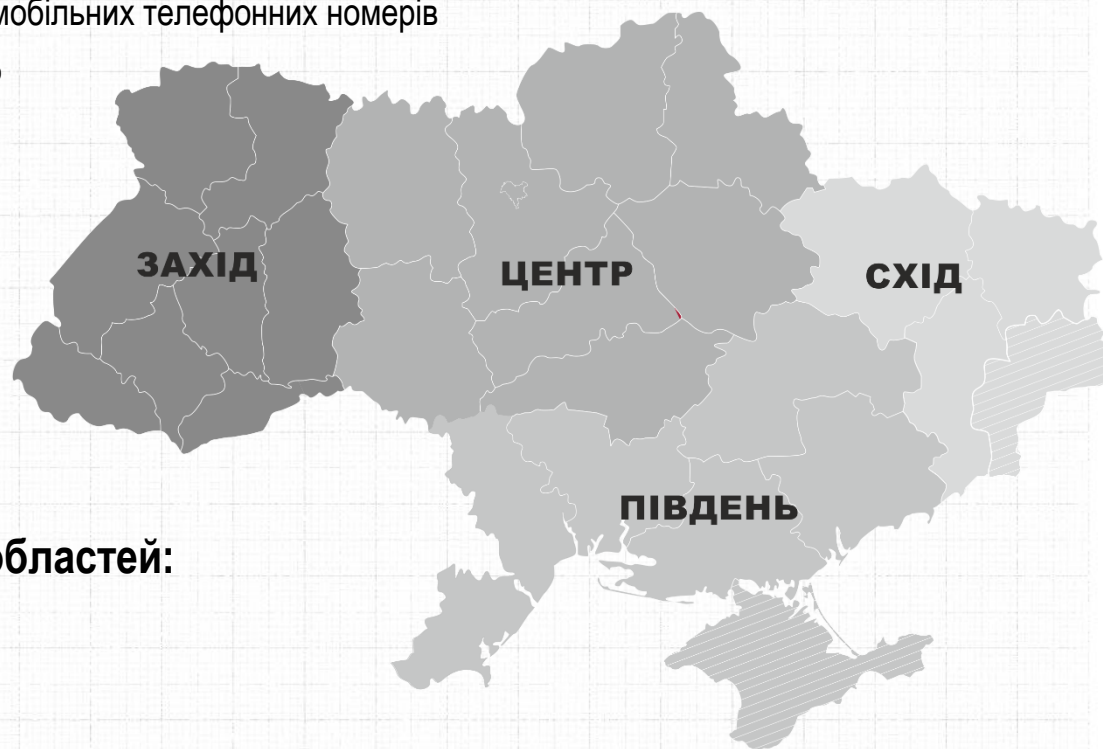 мобільних телефонних номерів
ЗАХІД
ЦЕНТР
СХІД
ПІВДЕНЬ
областей: